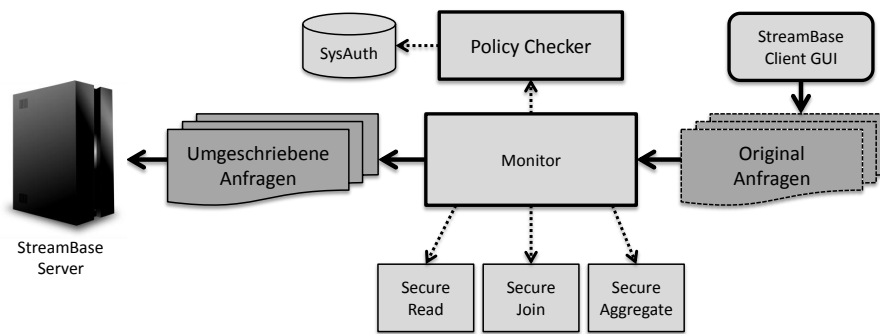 SysAuth
Policy Checker
StreamBase
Client GUI
Umgeschriebene
Anfragen
Monitor
Original
Anfragen
StreamBase
Server
Secure
Read
Secure
Join
Secure
Aggregate